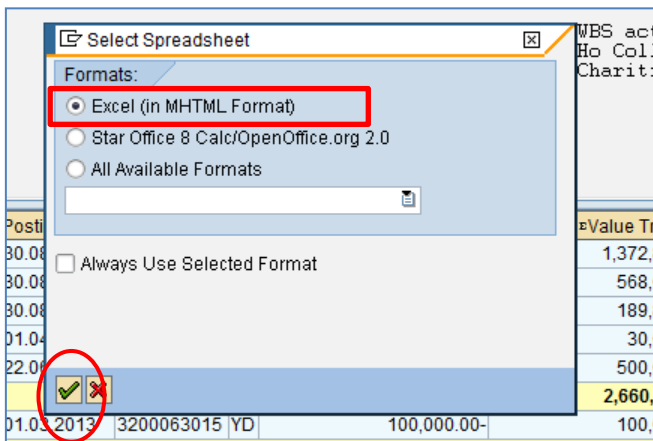 Select Spreadsheet
WBS act
Ho Coll
Chariti
Formats:
Excel (in MHTML Format)
Star Office 8 Calc/OpenOffice.org 2.0
All Available Formats
Posti
ΣValue Tr
30.08
1,372,
Always Use Selected Format
30.08
568,
30.08
189,
01.04
30,
22.06
500,
2,660,
01.03.2013 3200063015 YD 100,000.00- 100,